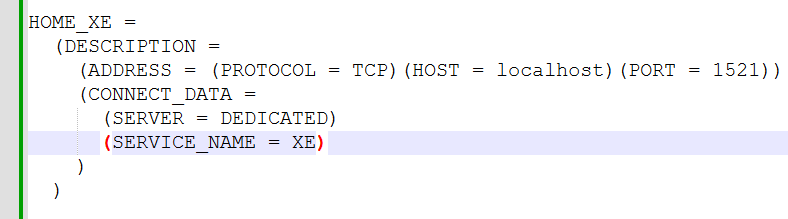 HOME_XE =
(DESCRIPTION =
(ADDRESS = (PROTOCOL = TCP)(HOST = localhost)(PORT = 1521))
(CONNECT_DATA =
(SERVER = DEDICATED)
(SERVICE_NAME = XE)
)
)